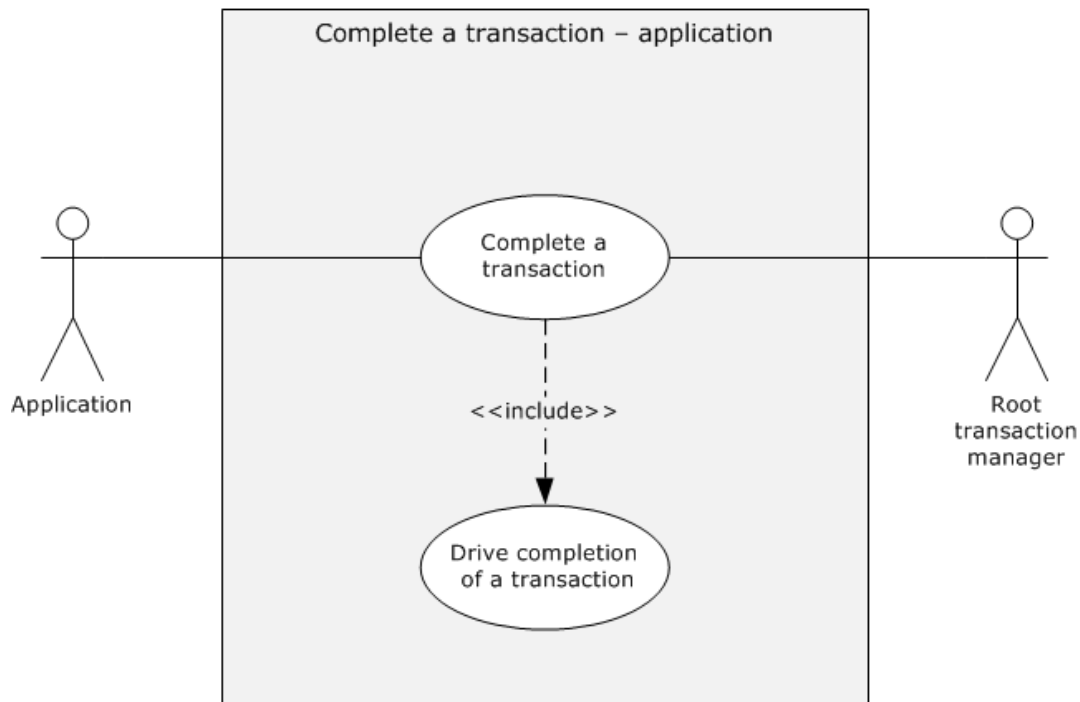 Complete a transaction – application
Complete a
transaction
Application
<<include>>
Root
transaction
manager
Drive completion
of a transaction